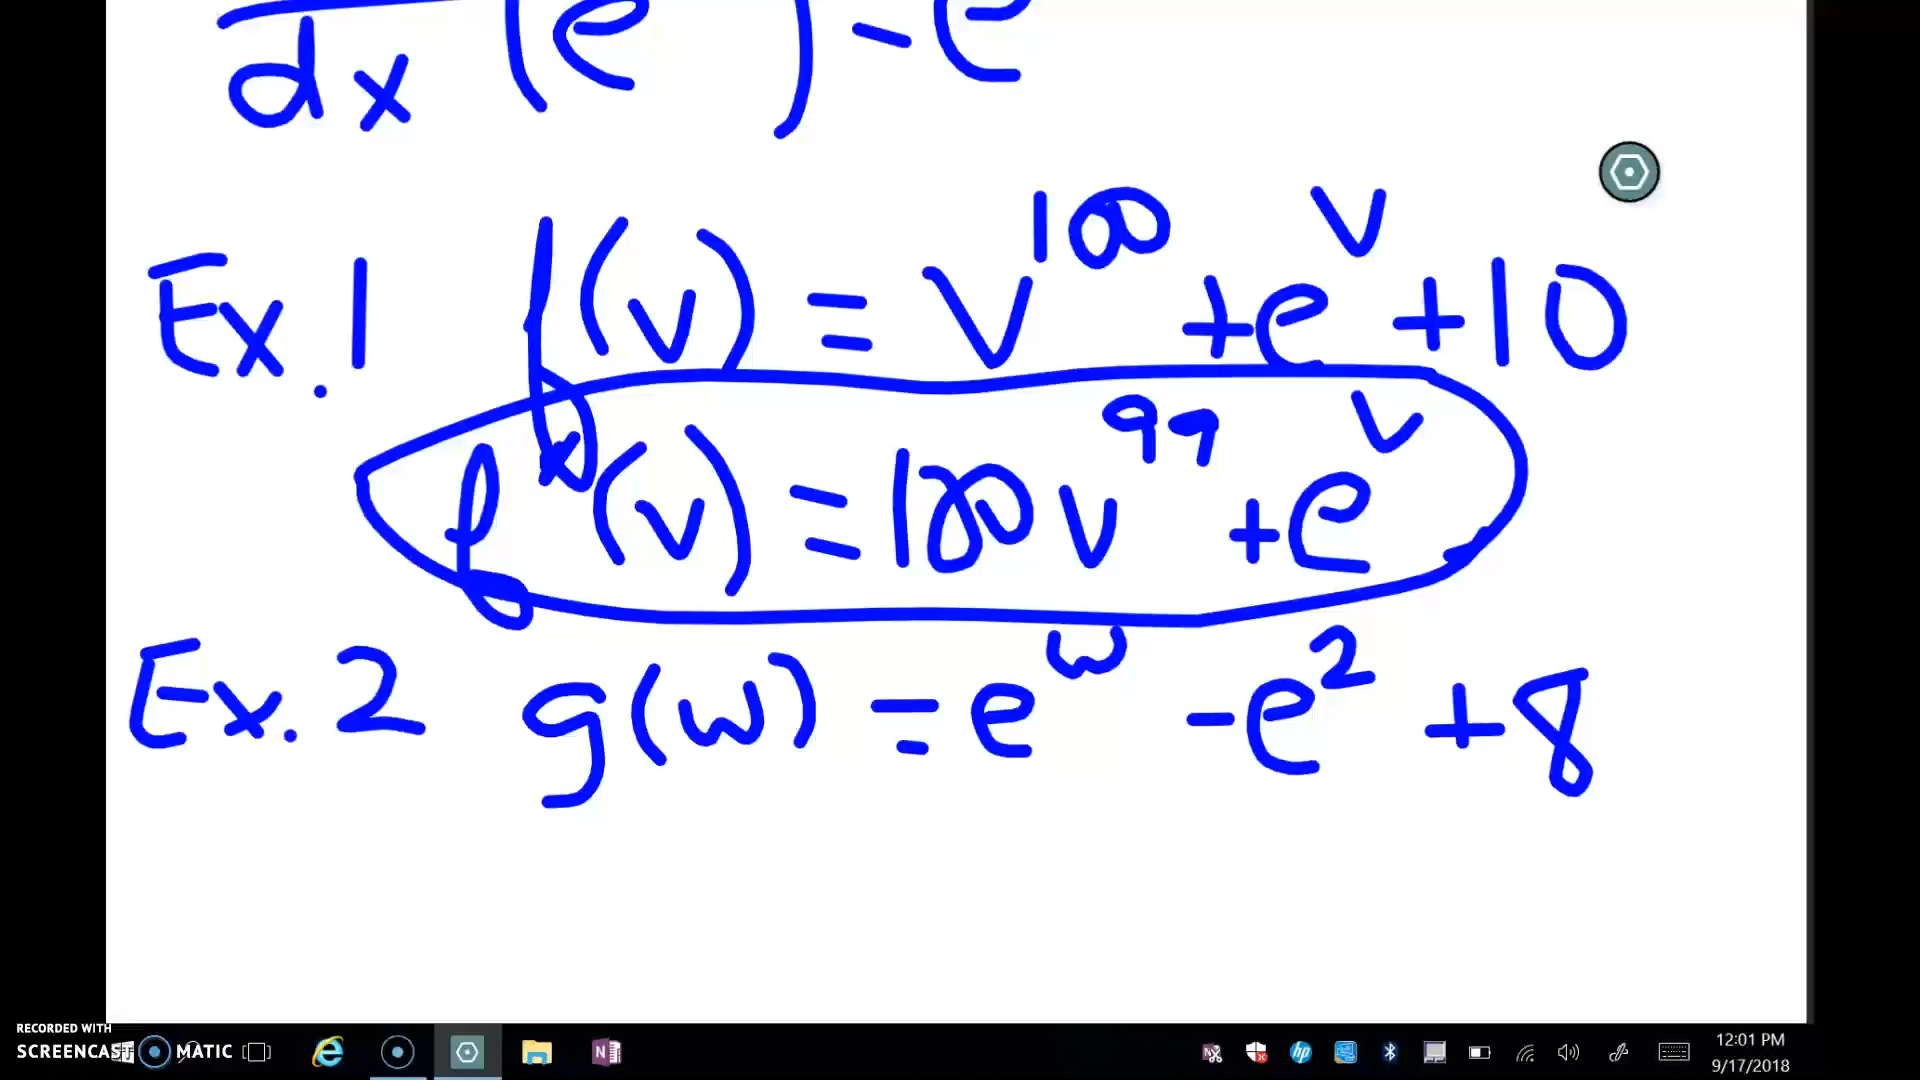 dx (e ) - e
Ex. 1 f(v) = v^100 + e^v + 10
f'(v) = 100v^99 + e^v
Ex. 2 g(w) = e^w - e^2 + 8
RECORDED WITH
SCREENCAST MATIC
12:01 PM
9/17/2018